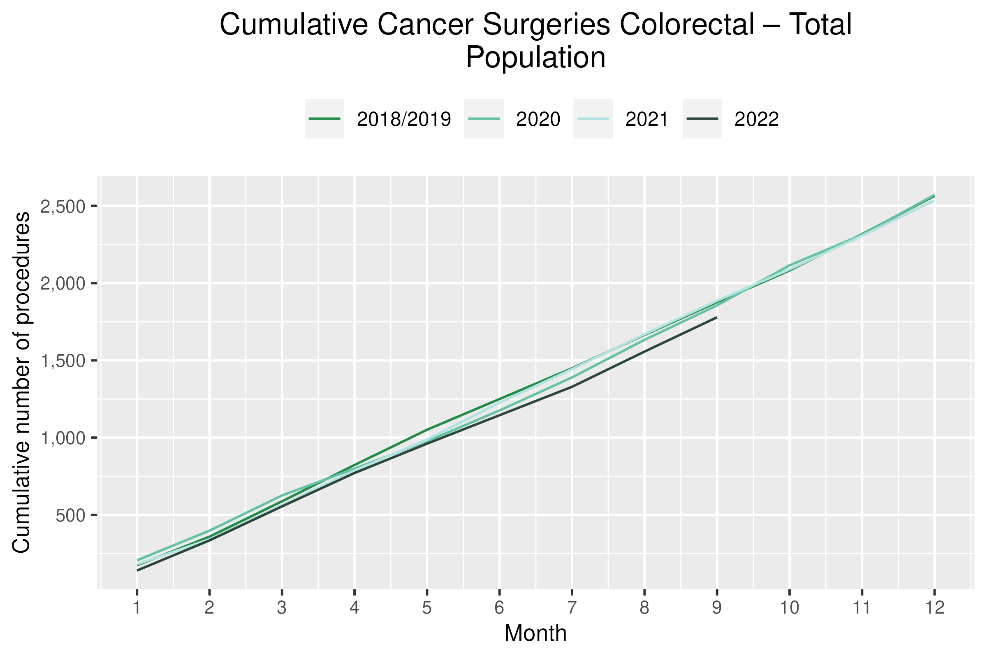 Cumulative Cancer Surgeries Colorectal – Total
Population
2018/2019 2020 2021 2022
Cumulative number of procedures
2,500
2,000
1,500
1,000
500
1 2 3 4 5 6 7 8 9 10 11 12
Month